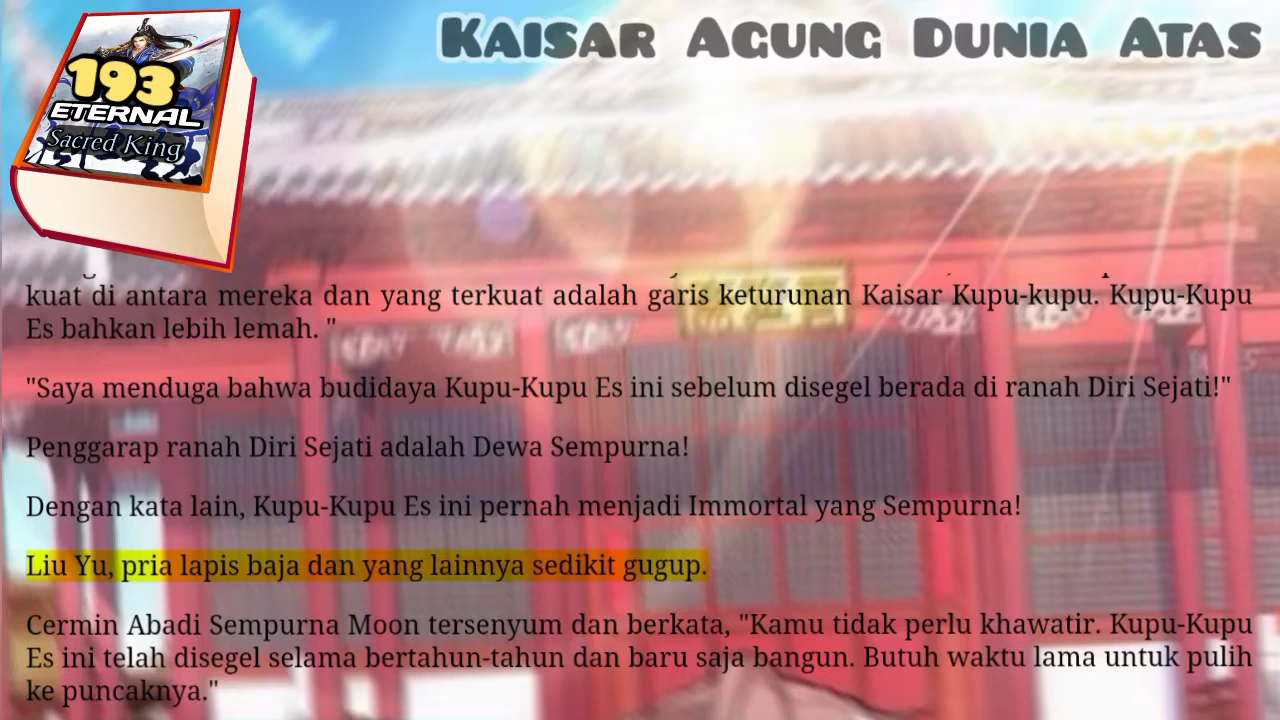 KAISAR AGUNG DUNIA ATAS
193
ETERNAL
Sacred King
kuat di antara mereka dan yang terkuat adalah garis keturunan Kaisar Kupu-kupu. Kupu-Kupu
Es bahkan lebih lemah. "
"Saya menduga bahwa budidaya Kupu-Kupu Es ini sebelum disegel berada di ranah Diri Sejati!"
Penggarap ranah Diri Sejati adalah Dewa Sempurna!
Dengan kata lain, Kupu-Kupu Es ini pernah menjadi Immortal yang Sempurna!
Liu Yu, pria lapis baja dan yang lainnya sedikit gugup.
Cermin Abadi Sempurna Moon tersenyum dan berkata, "Kamu tidak perlu khawatir. Kupu-Kupu
Es ini telah disegel selama bertahun-tahun dan baru saja bangun. Butuh waktu lama untuk pulih
ke puncaknya."